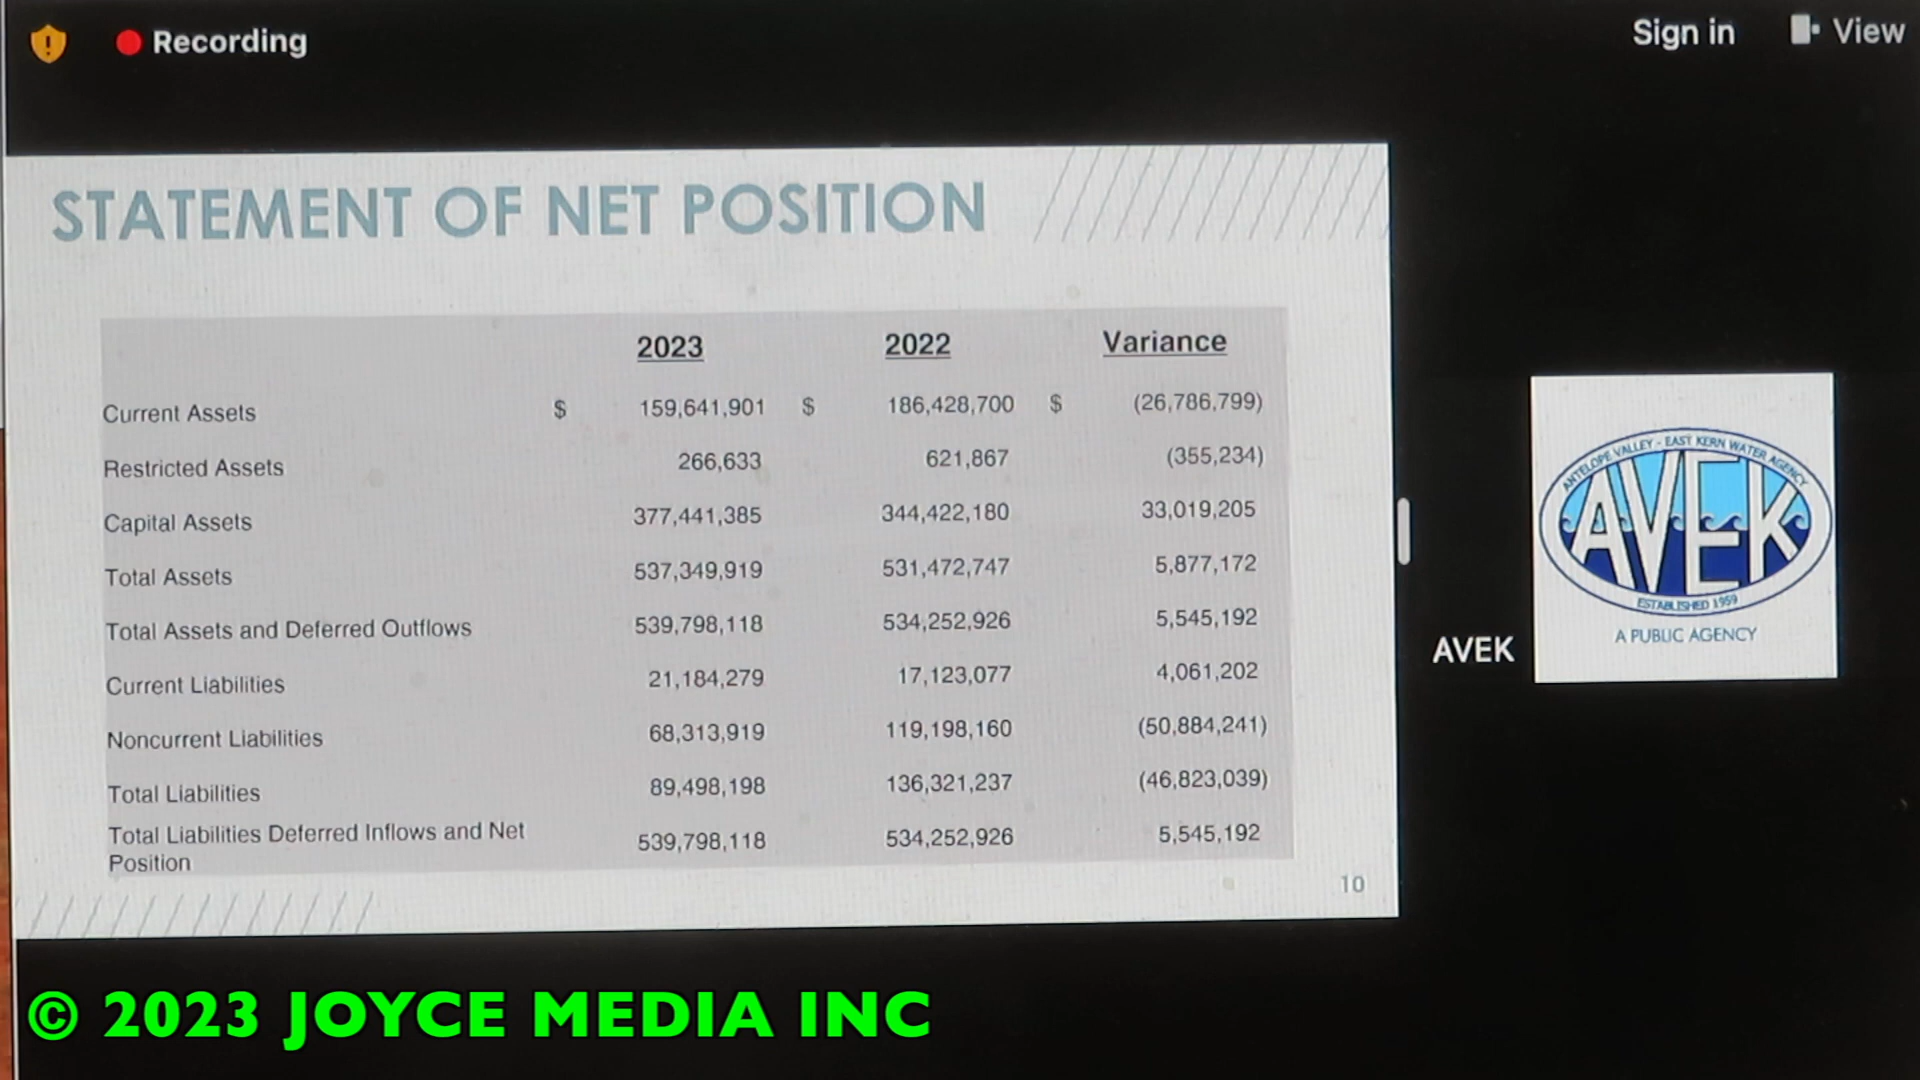 Recording
Sign in
View
STATEMENT OF NET POSITION
2023 2022 Variance
Current Assets $ 159,641,901 $ 186,428,700 $ (26,786,799)
Restricted Assets 266,633 621,867 (355,234)
Capital Assets 377,441,385 344,422,180 33,019,205
Total Assets 537,349,919 531,472,747 5,877,172
Total Assets and Deferred Outflows 539,798,118 534,252,926 5,545,192
Current Liabilities 21,184,279 17,123,077 4,061,202
Noncurrent Liabilities 68,313,919 119,198,160 (50,884,241)
Total Liabilities 89,498,198 136,321,237 (46,823,039)
Total Liabilities Deferred Inflows and Net
Position 539,798,118 534,252,926 5,545,192
10
ANTELOPE VALLEY - EAST KERN WATER AGENCY
AVEK
ESTABLISHED 1959
A PUBLIC AGENCY
AVEK
© 2023 JOYCE MEDIA INC